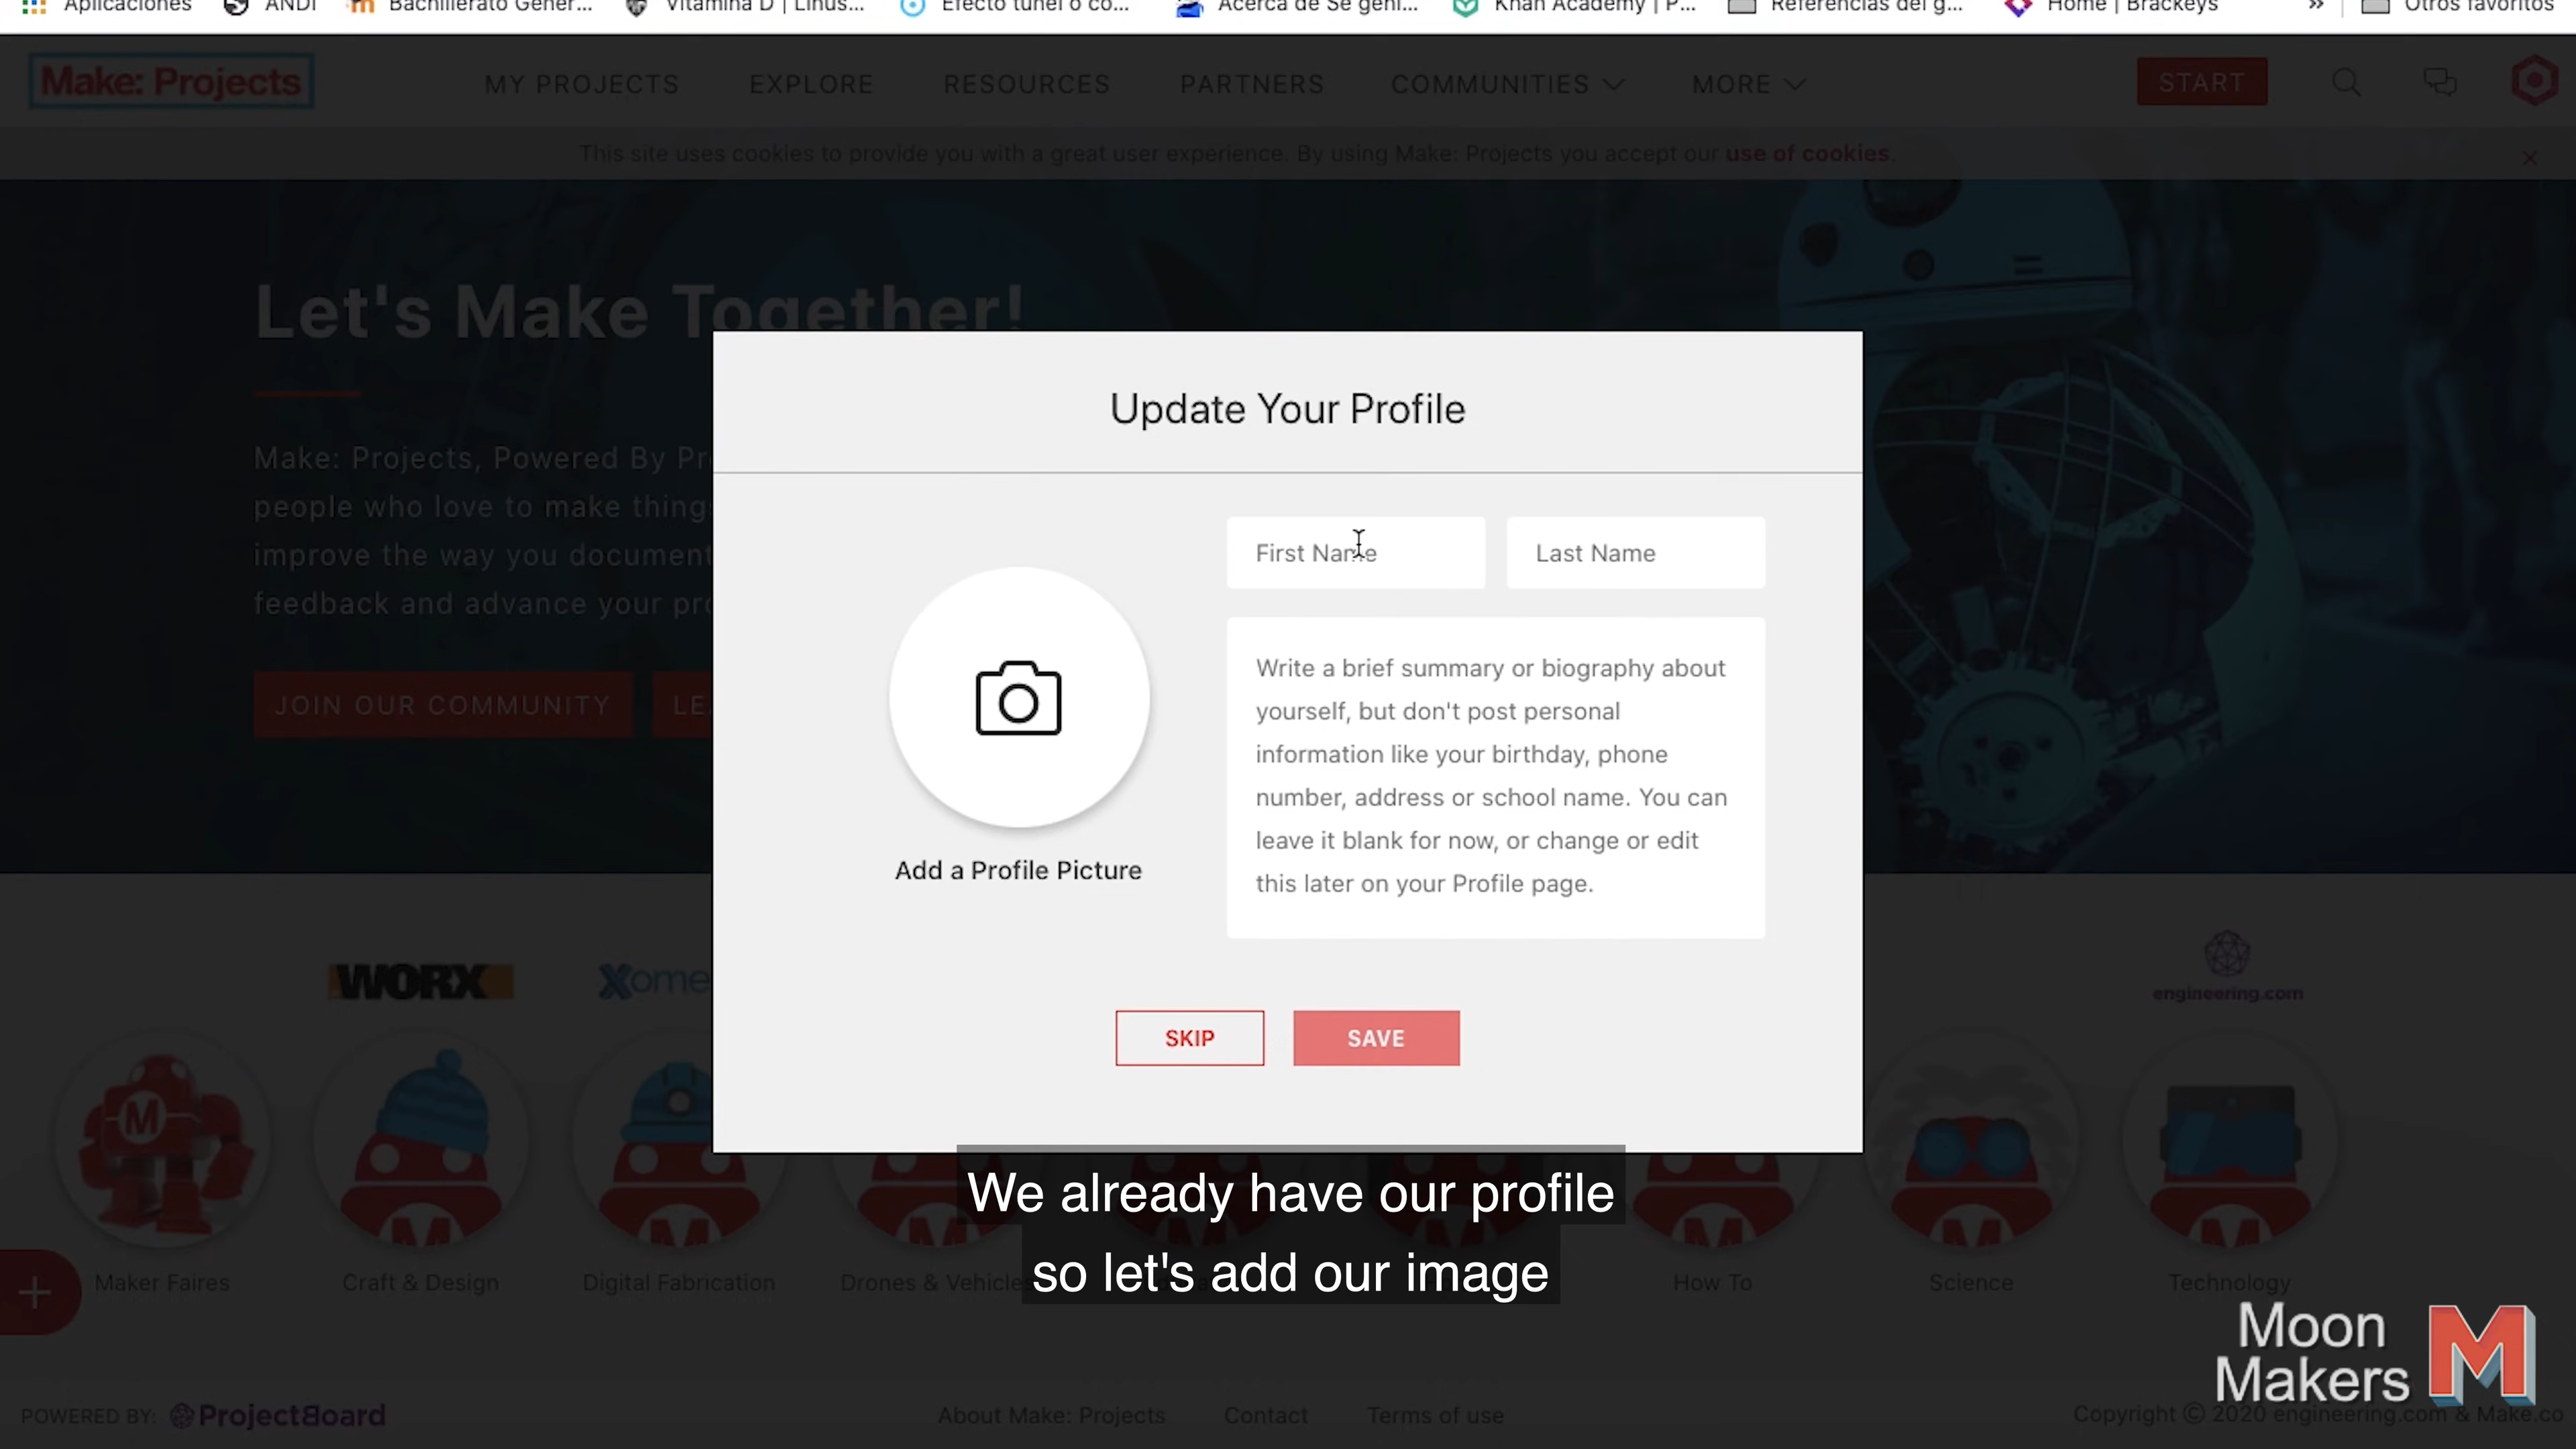 Aplicaciones ANDI Bachillerato Gener... Vitamina D | Linus... Efecto túnel o co... Acerca de Se geni... Khan Academy | P... Referencias del g... Home | Brackeys » Otros favoritos
Make: Projects MY PROJECTS EXPLORE RESOURCES PARTNERS COMMUNITIES MORE START
This site uses cookies to provide you with a great user experience. By using Make: Projects you accept our use of cookies.
Let's Make Together!
Make: Projects, Powered By Pr
people who love to make thing
improve the way you document
feedback and advance your pro
JOIN OUR COMMUNITY LE
Update Your Profile
First Name Last Name
Write a brief summary or biography about
yourself, but don't post personal
information like your birthday, phone
number, address or school name. You can
leave it blank for now, or change or edit
this later on your Profile page.
Add a Profile Picture
SKIP SAVE
WORX Xome engineering.com
Maker Faires Craft & Design Digital Fabrication Drones & Vehicles How To Science Technology
We already have our profile
so let's add our image
Moon
Makers M
POWERED BY: ProjectBoard About Make: Projects Contact Terms of use Copyright © 2020 engineering.com & Make.co